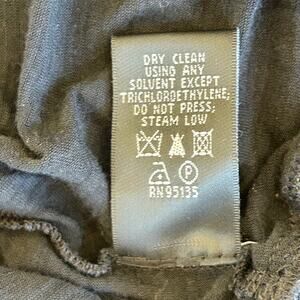 DRY CLEAN
USING ANY
SOLVENT EXCEPT
TRICHLOROETHYLENE;
DO NOT PRESS;
STEAM LOW
P
RN95135